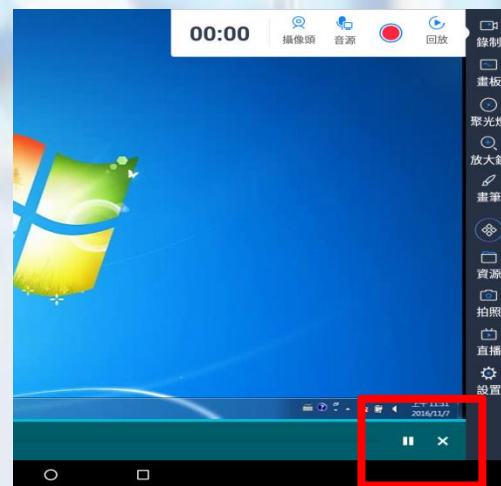 00:00
攝像頭
音源
回放
錄制
畫板
聚光燈
放大鏡
畫筆
資源
拍照
直播
設置
2016/11/7